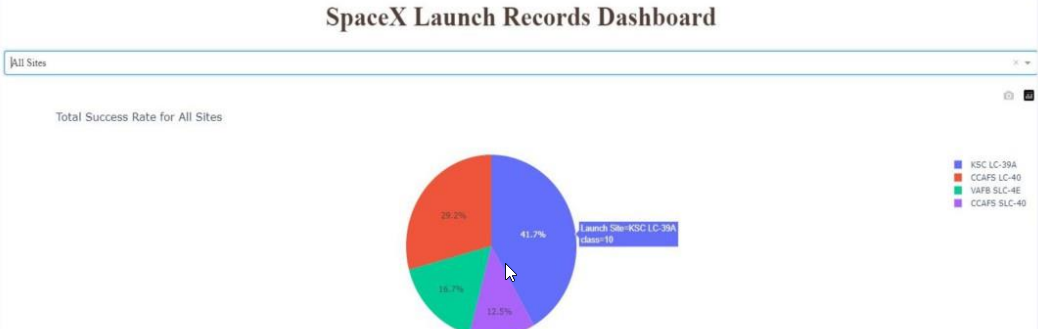 SpaceX Launch Records Dashboard
All Sites
Total Success Rate for All Sites
KSC LC-39A
CCAFS LC-40
VAFB SLC-4E
CCAFS SLC-40
29.2%
41.7%
Launch Site=KSC LC-39A
class=10
16.7%
12.5%